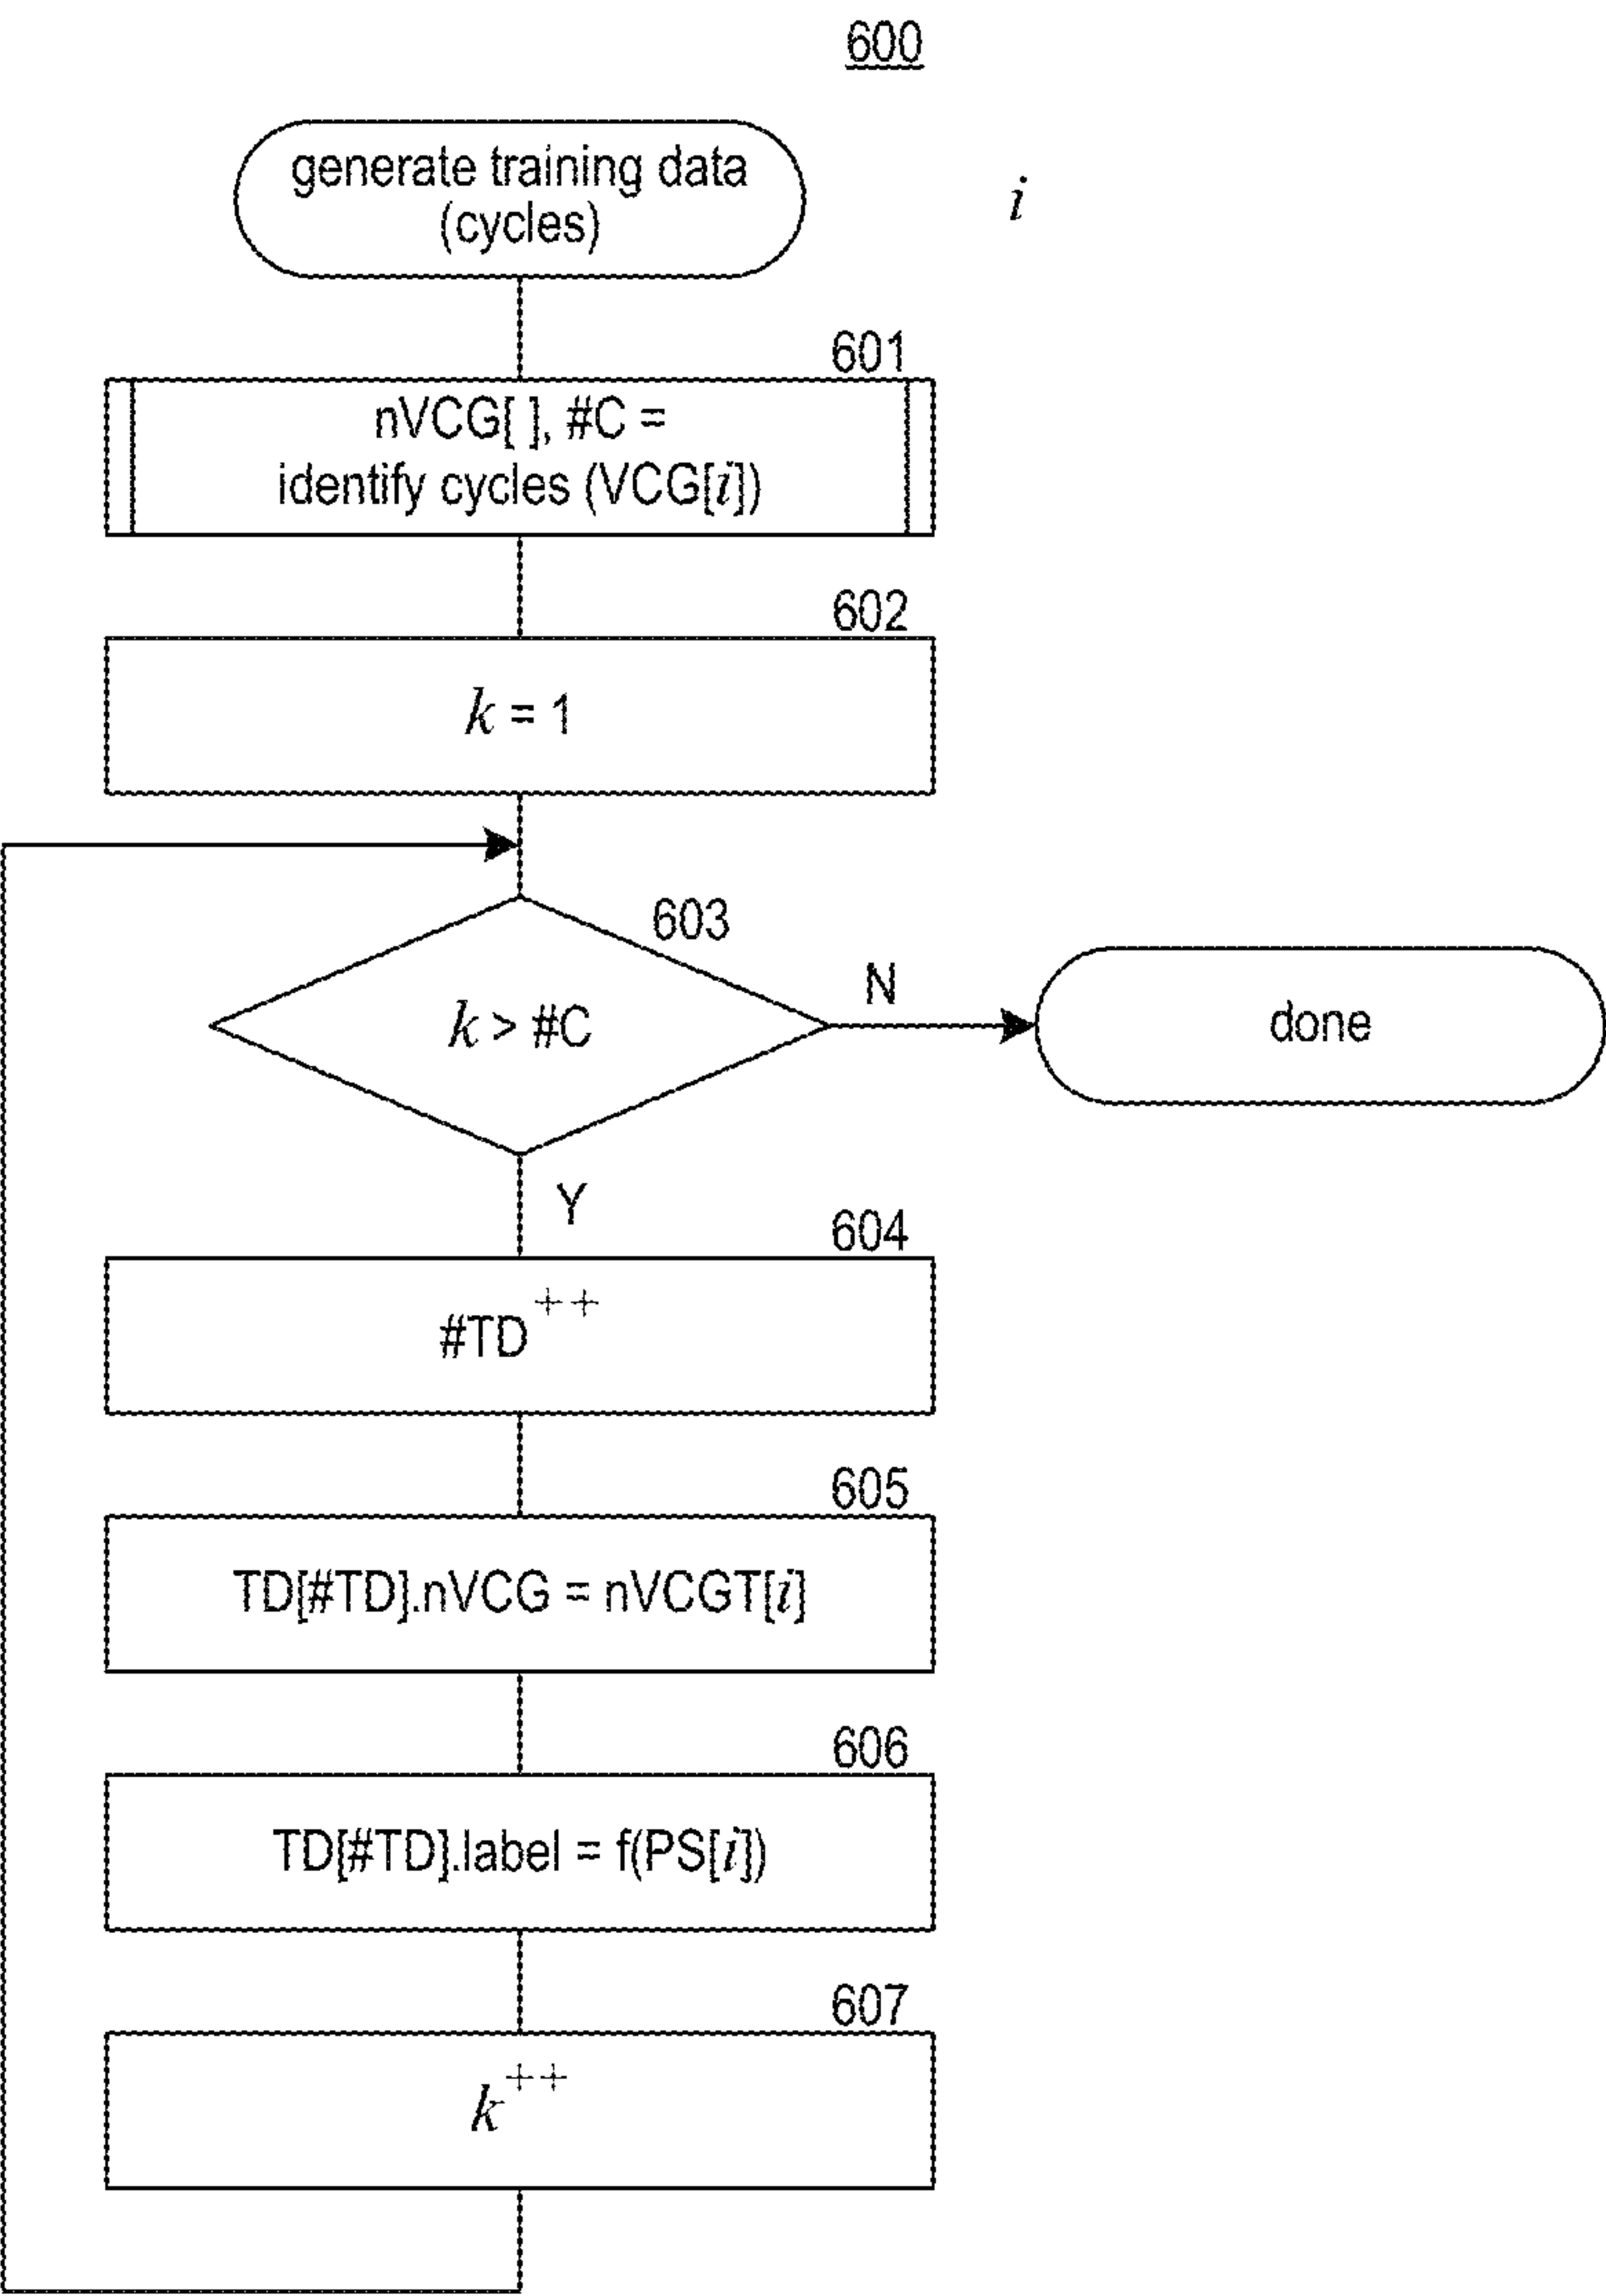 600
generate training data
(cycles)
i
601
nVCG[ ], #C =
identify cycles (VCG[i])
602
k = 1
603
k > #C
N
done
Y
604
#TD++
605
TD[#TD].nVCG = nVCGT[i]
606
TD[#TD].label = f(PS[i])
607
k++